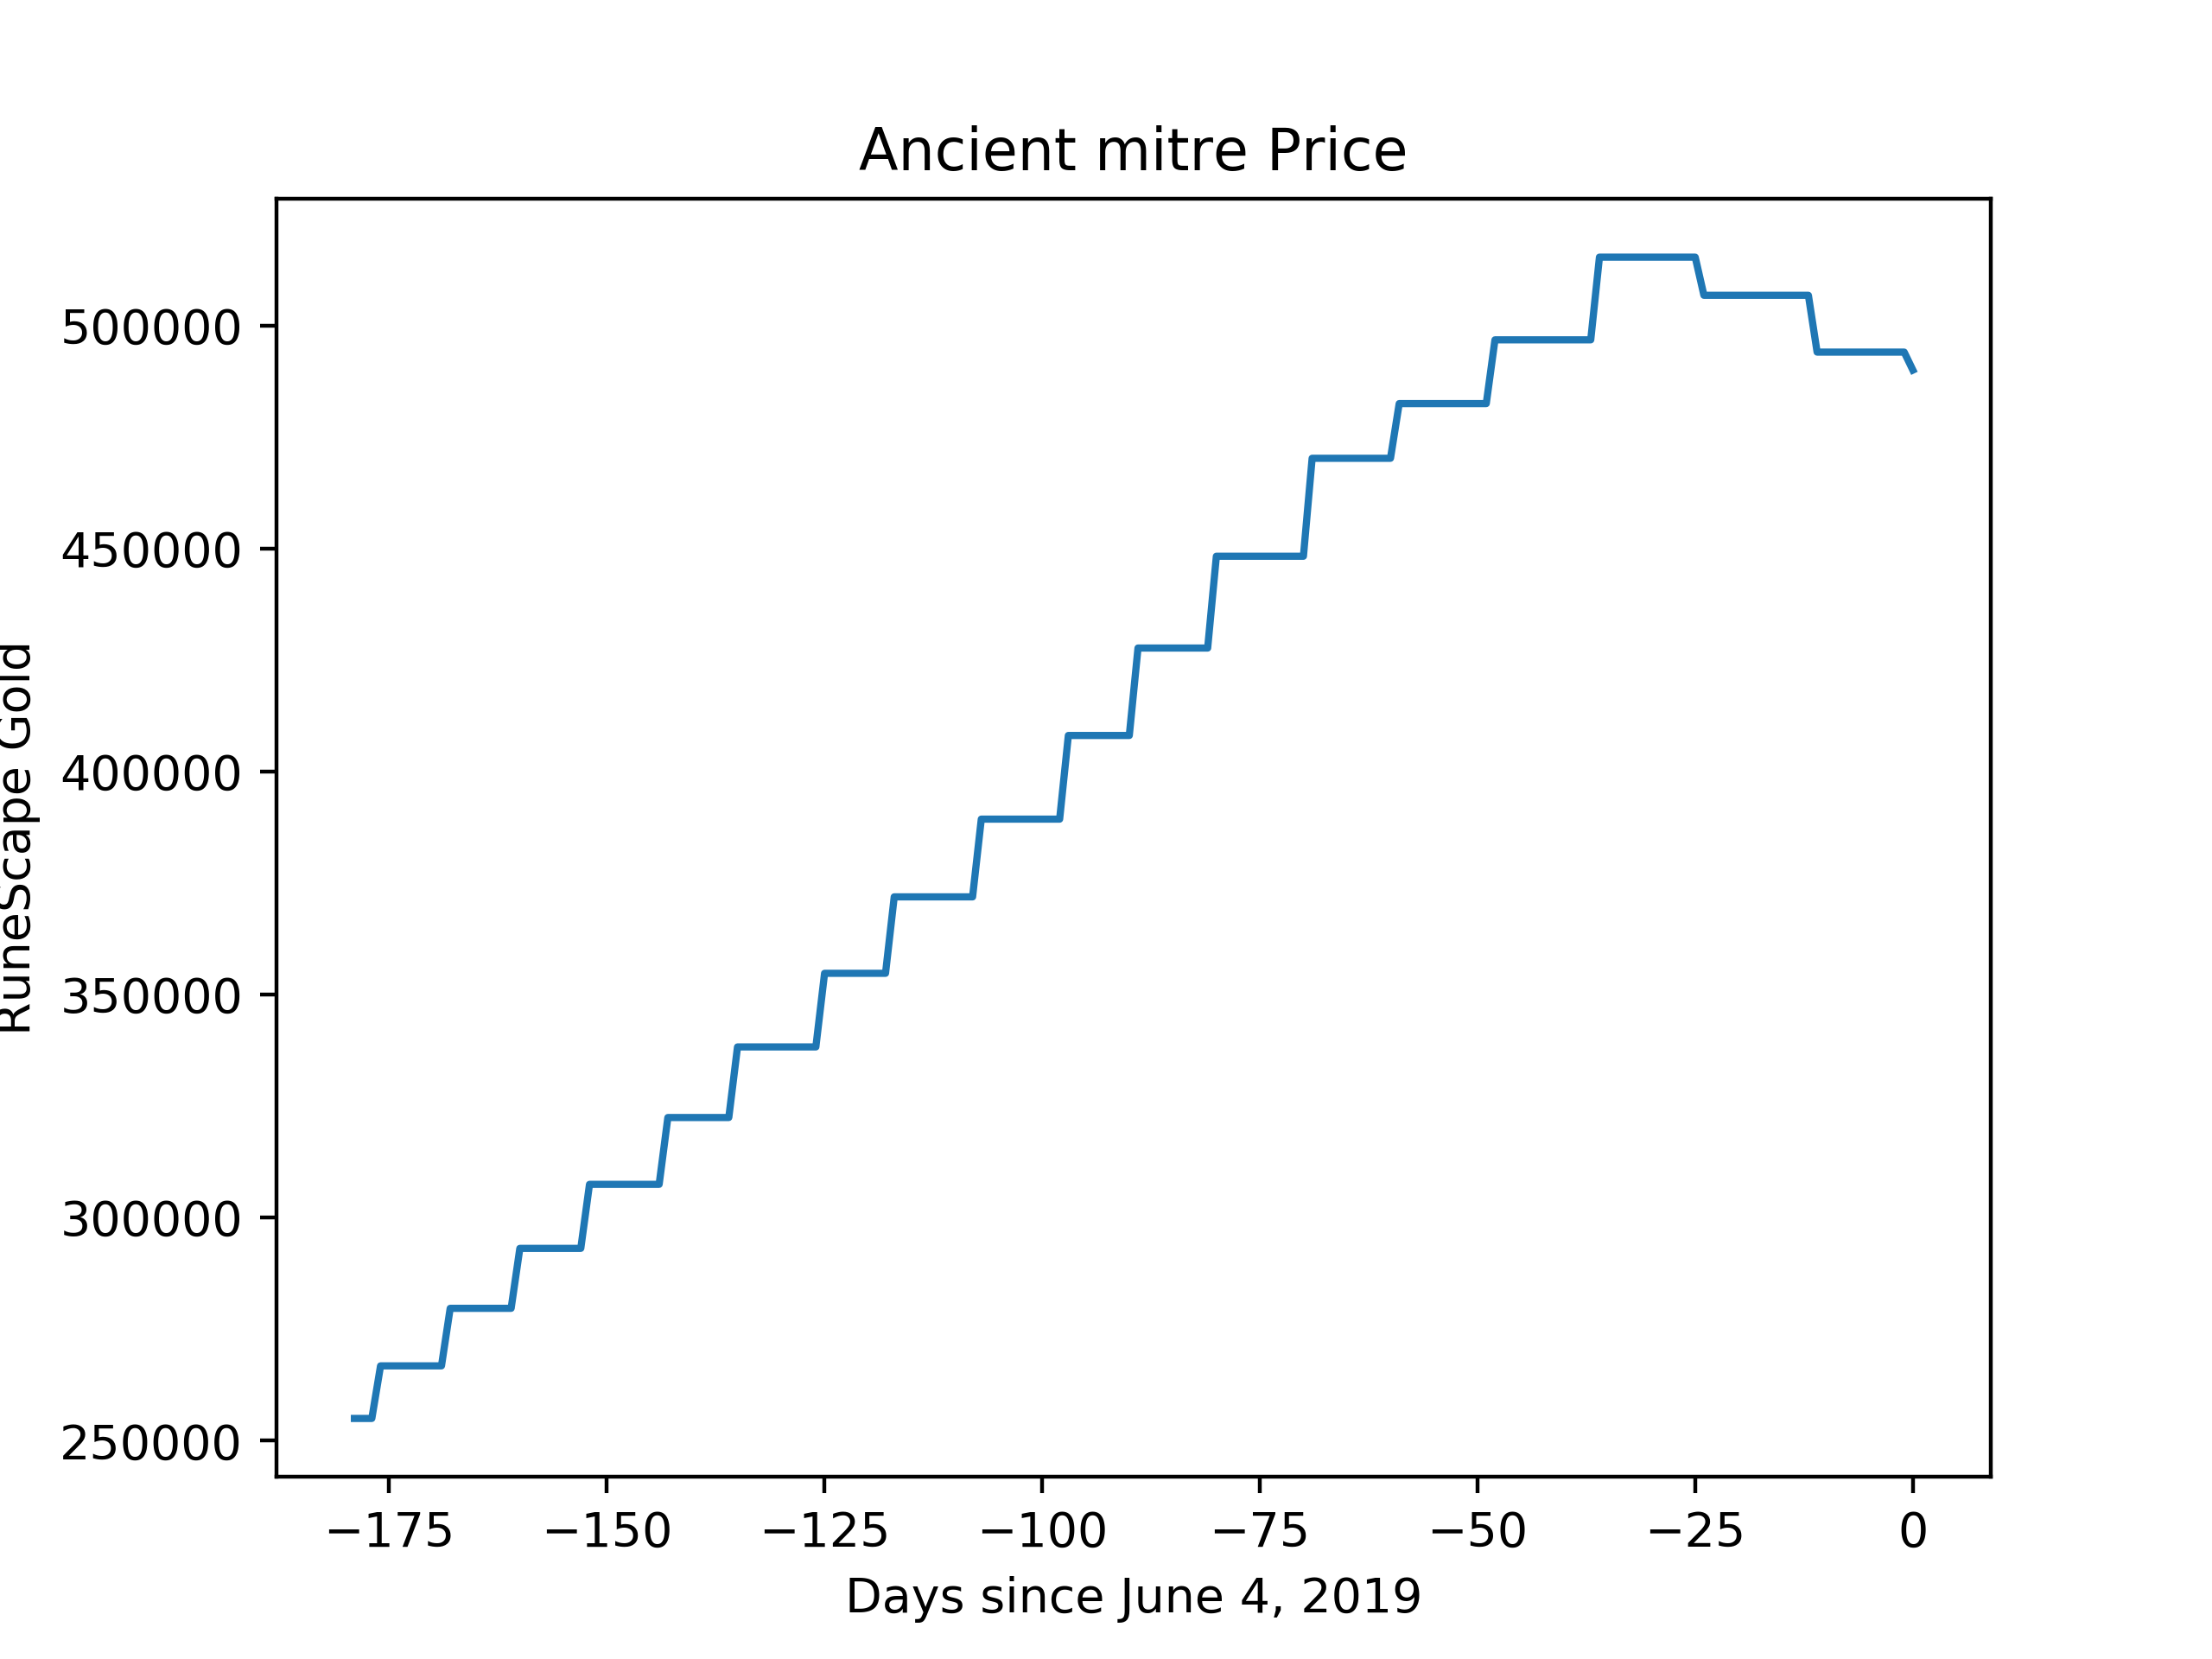 Ancient mitre Price
500000
450000
400000
350000
300000
250000
RuneScape Gold
−175 −150 −125 −100 −75 −50 −25 0
Days since June 4, 2019